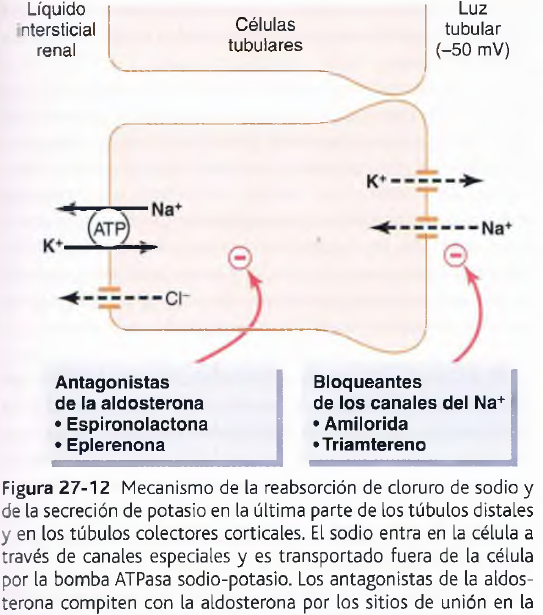 Líquido
intersticial
renal
Células
tubulares
Luz
tubular
(–50 mV)
K⁺
Na⁺
Na⁺
(ATP)
K⁺
Cl⁻
Antagonistas
de la aldosterona
• Espironolactona
• Eplerenona
Bloqueantes
de los canales del Na⁺
• Amilorida
• Triamtereno
Figura 27-12 Mecanismo de la reabsorción de cloruro de sodio y
de la secreción de potasio en la última parte de los túbulos distales
y en los túbulos colectores corticales. El sodio entra en la célula a
través de canales especiales y es transportado fuera de la célula
por la bomba ATPasa sodio-potasio. Los antagonistas de la aldos-
terona compiten con la aldosterona por los sitios de unión en la